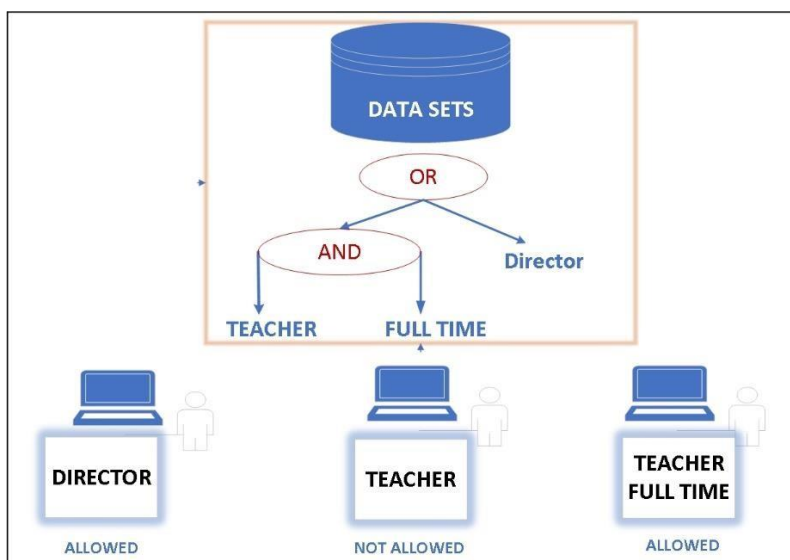 DATA SETS
OR
AND
Director
TEACHER
FULL TIME
DIRECTOR
TEACHER
TEACHER
FULL TIME
ALLOWED
NOT ALLOWED
ALLOWED